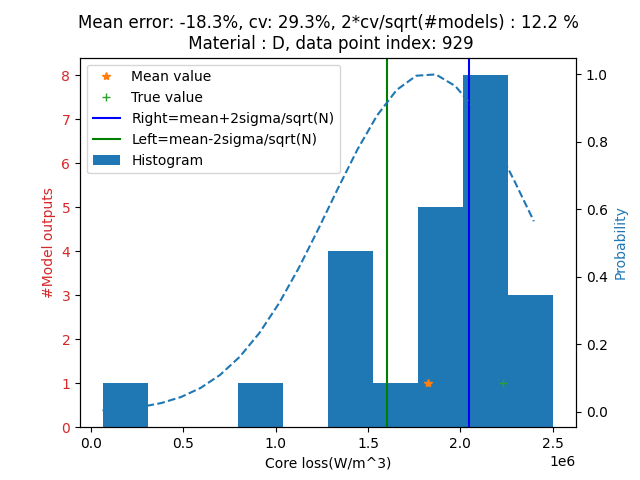 Mean error: -18.3%, cv: 29.3%, 2*cv/sqrt(#models) : 12.2 %
Material : D, data point index: 929
Mean value
True value
Right=mean+2sigma/sqrt(N)
Left=mean-2sigma/sqrt(N)
Histogram
#Model outputs
8
7
6
5
4
3
2
1
0
Probability
1.0
0.8
0.6
0.4
0.2
0.0
0.0
0.5
1.0
1.5
2.0
2.5
1e6
Core loss(W/m^3)